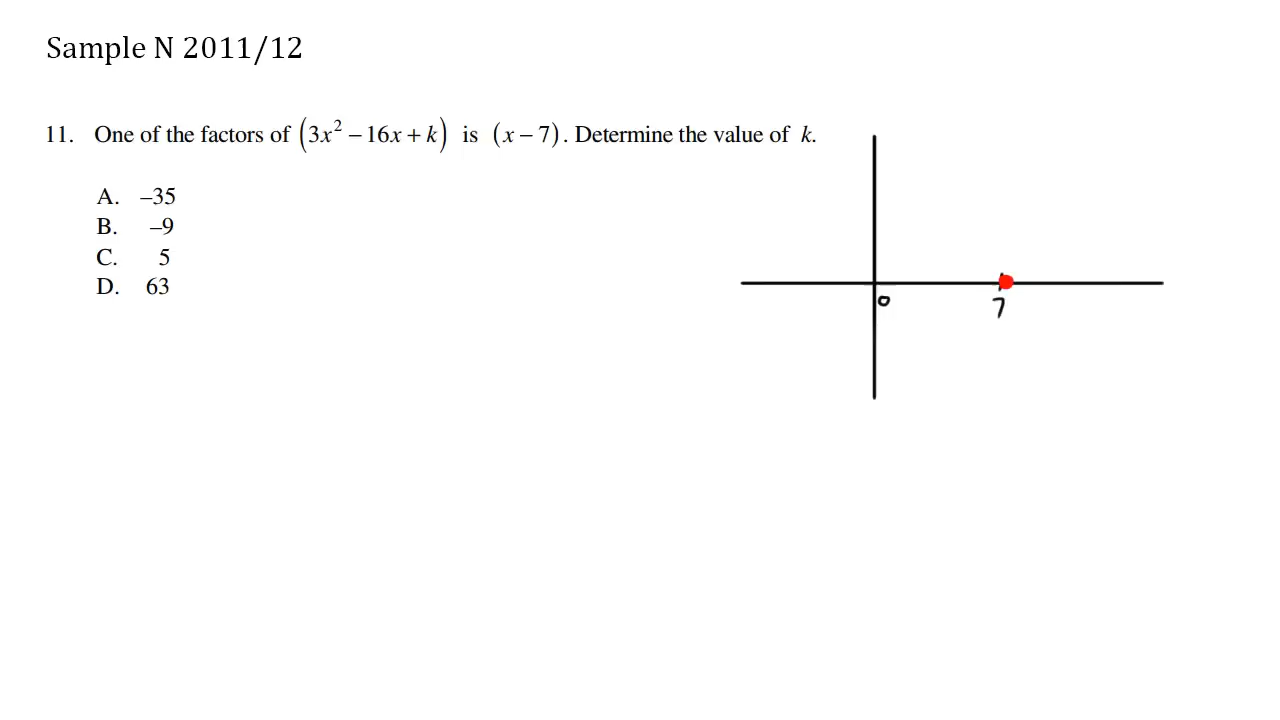 Sample N 2011/12
11. One of the factors of (3x² – 16x + k) is (x – 7). Determine the value of k.
A. –35
B. –9
C. 5
D. 63
0
7